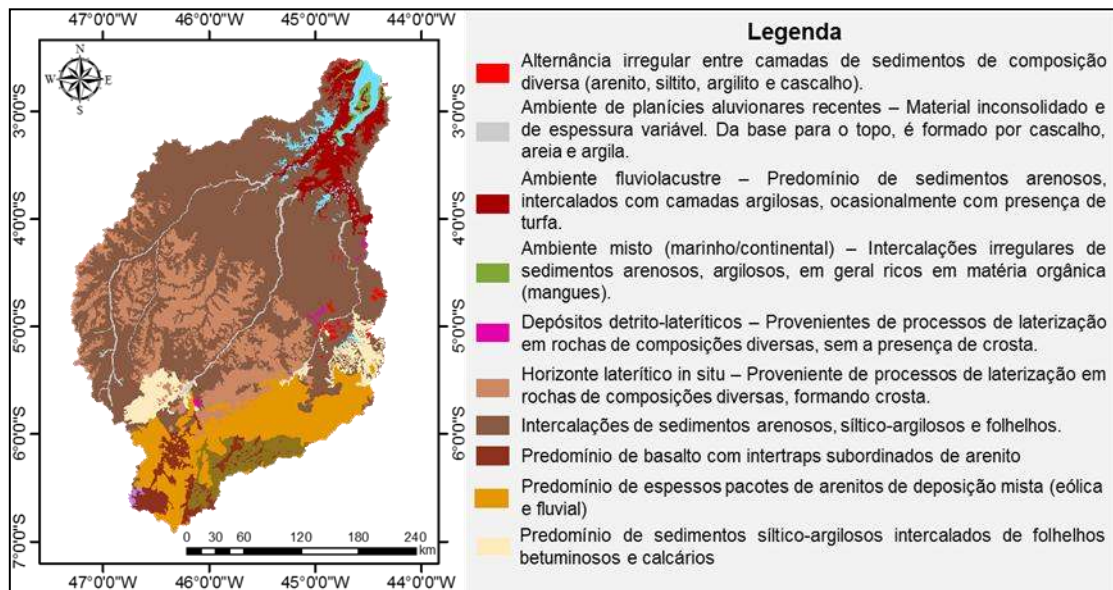 47°0'0"W 46°0'0"W 45°0'0"W 44°0'0"W
N
W E
S
3°0'0"S
4°0'0"S
5°0'0"S
6°0'0"S
7°0'0"S
3°0'0"S
4°0'0"S
5°0'0"S
6°0'0"S
7°0'0"S
0 30 60 120 180 240
km
47°0'0"W 46°0'0"W 45°0'0"W 44°0'0"W
Legenda
Alternância irregular entre camadas de sedimentos de composição
diversa (arenito, siltito, argilito e cascalho).
Ambiente de planícies aluvionares recentes – Material inconsolidado e
de espessura variável. Da base para o topo, é formado por cascalho,
areia e argila.
Ambiente fluviolacustre – Predomínio de sedimentos arenosos,
intercalados com camadas argilosas, ocasionalmente com presença de
turfa.
Ambiente misto (marinho/continental) – Intercalações irregulares de
sedimentos arenosos, argilosos, em geral ricos em matéria orgânica
(mangues).
Depósitos detrito-lateríticos – Provenientes de processos de laterização
em rochas de composições diversas, sem a presença de crosta.
Horizonte laterítico in situ – Proveniente de processos de laterização em
rochas de composições diversas, formando crosta.
Intercalações de sedimentos arenosos, síltico-argilosos e folhelhos.
Predomínio de basalto com intertraps subordinados de arenito
Predomínio de espessos pacotes de arenitos de deposição mista (eólica
e fluvial)
Predomínio de sedimentos síltico-argilosos intercalados de folhelhos
betuminosos e calcários